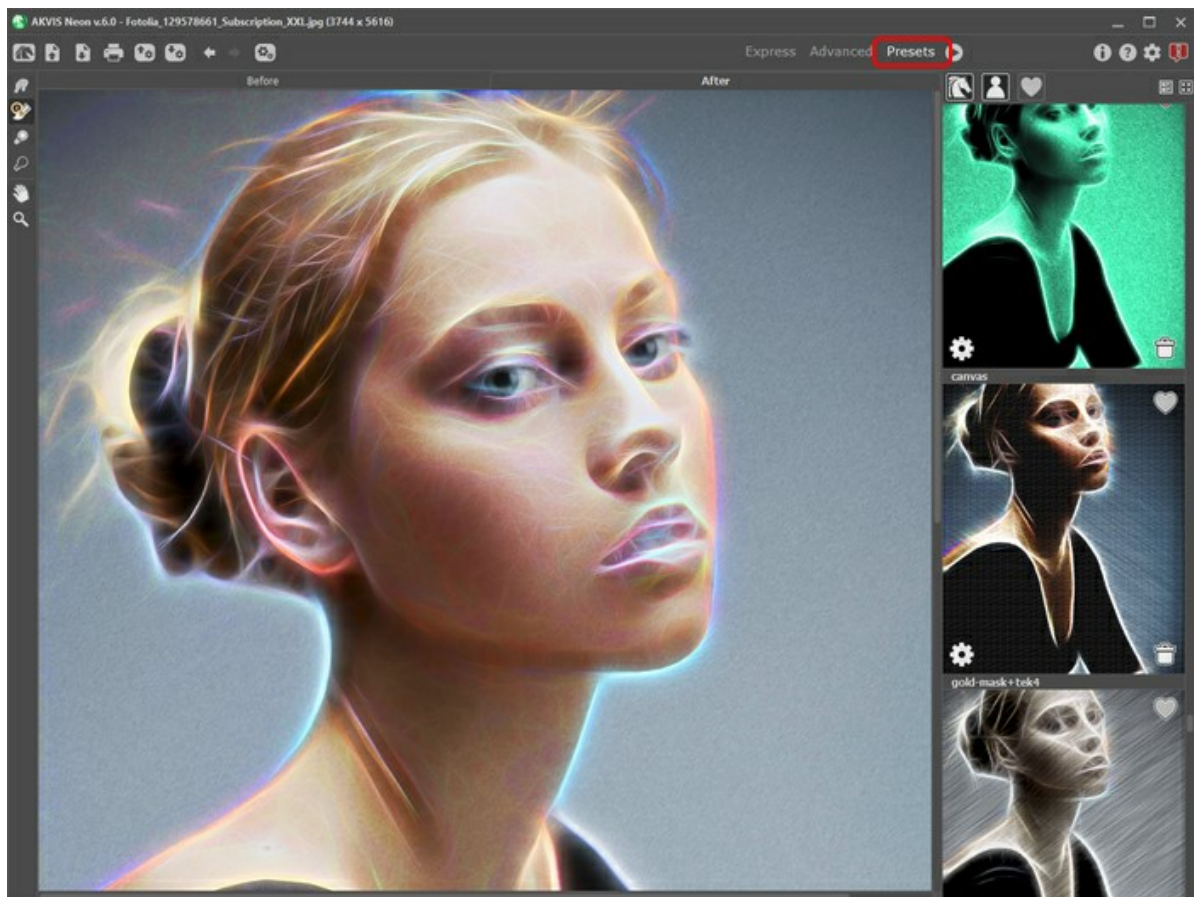 AKVIS Neon v.6.0 - Fotolia_129578661_Subscription_XXL.jpg (3744 x 5616)
Express Advanced Presets
Before After
canvas
gold-mask+tek4